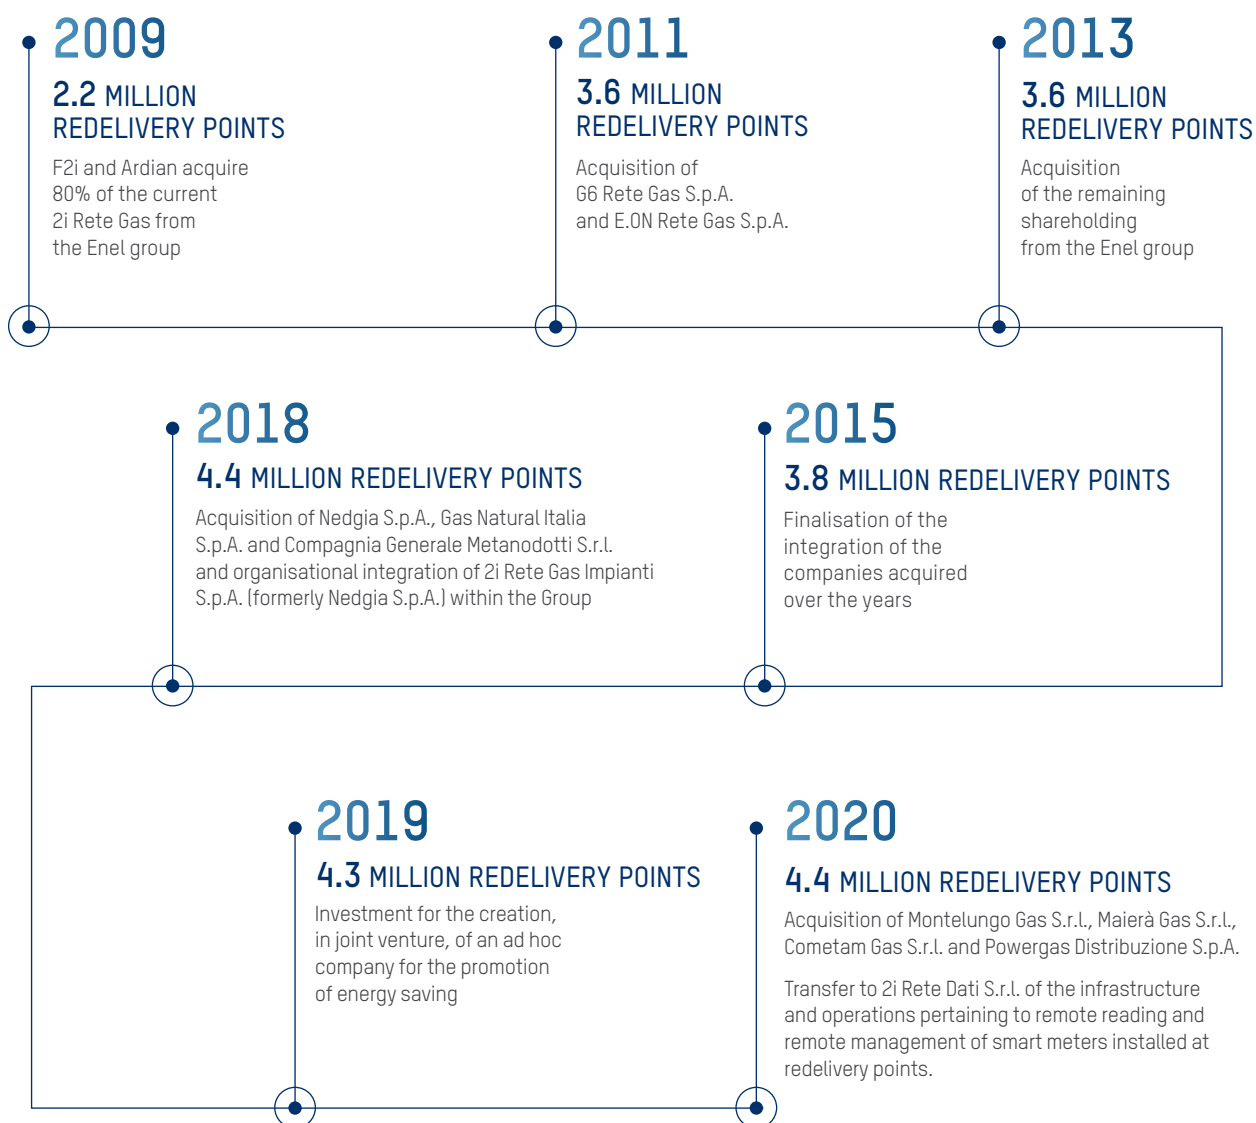 2009
2.2 MILLION
REDELIVERY POINTS
F2i and Ardian acquire
80% of the current
2i Rete Gas from
the Enel group
2011
3.6 MILLION
REDELIVERY POINTS
Acquisition of
G6 Rete Gas S.p.A.
and E.ON Rete Gas S.p.A.
2013
3.6 MILLION
REDELIVERY POINTS
Acquisition
of the remaining
shareholding
from the Enel group
2015
3.8 MILLION REDELIVERY POINTS
Finalisation of the
integration of the
companies acquired
over the years
2018
4.4 MILLION REDELIVERY POINTS
Acquisition of Nedgia S.p.A., Gas Natural Italia
S.p.A. and Compagnia Generale Metanodotti S.r.l.
and organisational integration of 2i Rete Gas Impianti
S.p.A. (formerly Nedgia S.p.A.) within the Group
2019
4.3 MILLION REDELIVERY POINTS
Investment for the creation,
in joint venture, of an ad hoc
company for the promotion
of energy saving
2020
4.4 MILLION REDELIVERY POINTS
Acquisition of Montelungo Gas S.r.l., Maierà Gas S.r.l.,
Cometam Gas S.r.l. and Powergas Distribuzione S.p.A.
Transfer to 2i Rete Dati S.r.l. of the infrastructure
and operations pertaining to remote reading and
remote management of smart meters installed at
redelivery points.